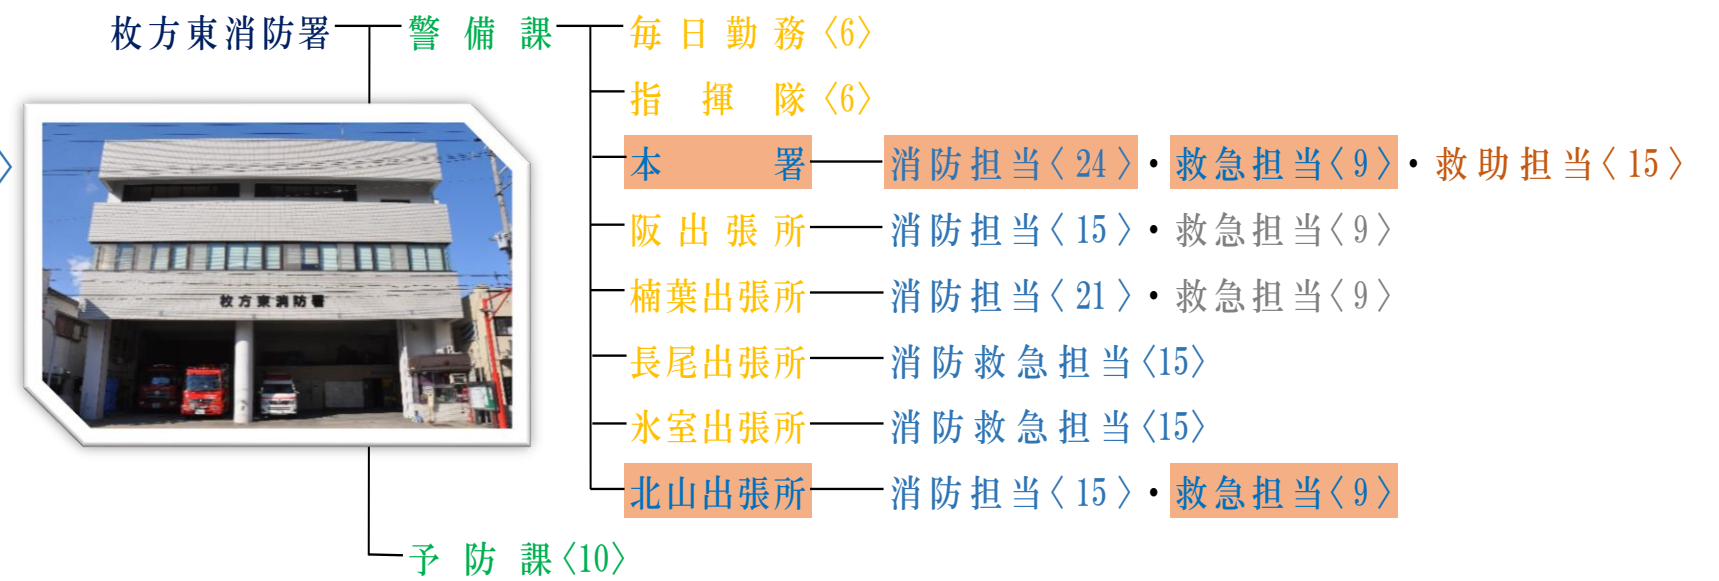 枚方東消防署 警備課 毎日勤務〈6〉
指揮隊〈6〉
本署 消防担当〈24〉・救急担当〈9〉・救助担当〈15〉
阪出張所 消防担当〈15〉・救急担当〈9〉
楠葉出張所 消防担当〈21〉・救急担当〈9〉
長尾出張所 消防救急担当〈15〉
氷室出張所 消防救急担当〈15〉
北山出張所 消防担当〈15〉・救急担当〈9〉
予防課〈10〉
枚方東消防署